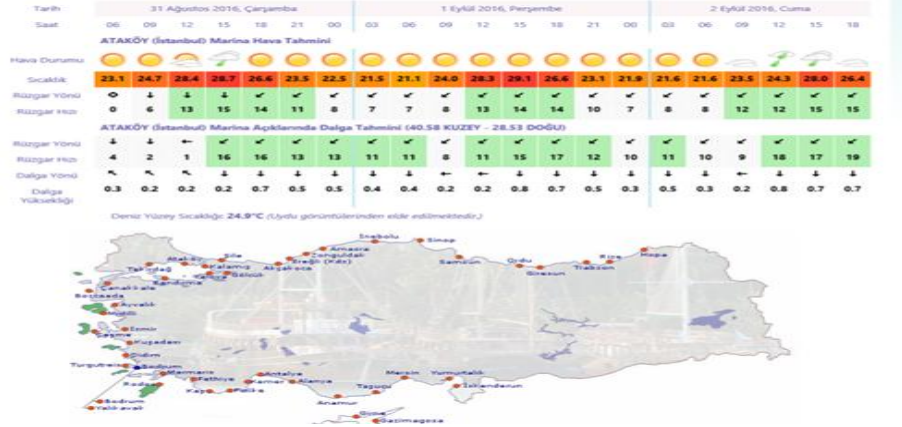 Tarih 31 Ağustos 2016, Çarşamba 1 Eylül 2016, Perşembe 2 Eylül 2016, Cuma
Saat 06 09 12 15 18 21 00 03 06 09 12 15 18 21 00 03 06 09 12 15 18
ATAKÖY (İstanbul) Marina Hava Tahmini
Hava Durumu
Sıcaklık 23.1 24.7 28.4 28.7 26.6 23.5 22.5 21.5 21.1 24.0 28.3 29.1 26.6 23.1 21.9 21.6 21.6 23.5 24.3 28.0 26.4
Rüzgar Yönü
Rüzgar Hızı 0 6 13 15 14 11 8 7 7 8 13 14 14 10 7 8 8 12 12 15 15
ATAKÖY (İstanbul) Marina Açıklarında Dalga Tahmini (40.58 KUZEY - 28.53 DOĞU)
Rüzgar Yönü
Rüzgar Hızı 4 2 1 16 16 13 13 11 11 8 11 15 17 12 10 11 10 9 18 17 19
Dalga Yönü
Dalga Yüksekliği 0.3 0.2 0.2 0.2 0.7 0.5 0.5 0.4 0.4 0.2 0.2 0.8 0.7 0.5 0.3 0.5 0.3 0.2 0.8 0.7 0.7
Deniz Yüzey Sıcaklığı: 24.9°C (Uydu görüntülerinden elde edilmektedir.)
İnebolu Sinop
Amasra
Zonguldak
Ereğli (Kdz)
Akçakoca
Şile
Ataköy
Kalamış
Tekirdağ
Gölcük
Bandırma
Samsun Ordu Giresun Trabzon Rize Hopa
Çanakkale
Bozcaada
Ayvalık
Midilli
İzmir
Çeşme
Kuşadası
Didim
Turgutreis Bodrum
Marmaris
Rodos
Fethiye
Kaş
Finike
Antalya
Kemer
Alanya
Anamur
Taşucu
Mersin Yumurtalık
İskenderun
Bodrum
Yalıkavak
Girne
Gazimagosa